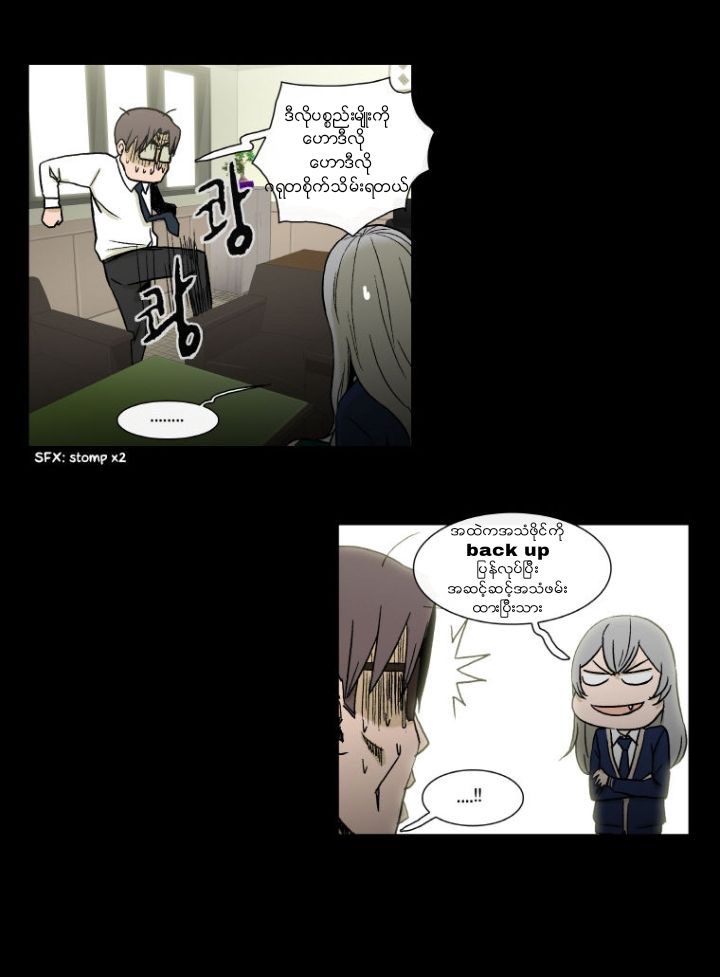 ဒီလိုပစ္စည်းမျိုးကို
ဟောဒီလို
ဟောဒီလို
ဂရုတစိုက်သိမ်းရတယ်
쾅
쾅
........
SFX: stomp x2
အထဲကအသံဖိုင်ကို
back up
ပြန်လုပ်ပြီး
အဆင့်ဆင့်အသံဖမ်း
ထားပြီးသား
....!!